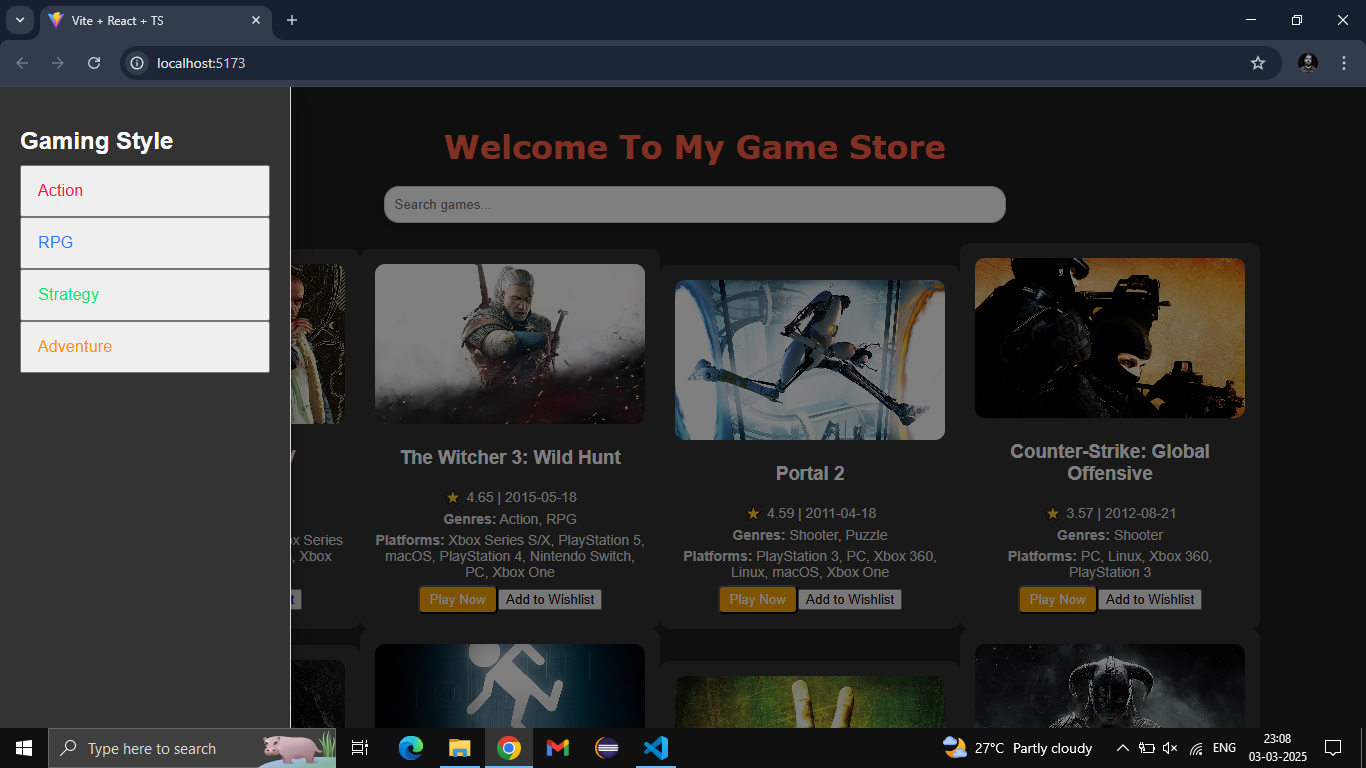 Vite + React + TS
localhost:5173
Gaming Style
Action
RPG
Strategy
Adventure
Welcome To My Game Store
Search games...
The Witcher 3: Wild Hunt
★ 4.65 | 2015-05-18
Genres: Action, RPG
Platforms: Xbox Series S/X, PlayStation 5,
macOS, PlayStation 4, Nintendo Switch,
PC, Xbox One
Play Now
Add to Wishlist
Portal 2
★ 4.59 | 2011-04-18
Genres: Shooter, Puzzle
Platforms: PlayStation 3, PC, Xbox 360,
Linux, macOS, Xbox One
Play Now
Add to Wishlist
Counter-Strike: Global
Offensive
★ 3.57 | 2012-08-21
Genres: Shooter
Platforms: PC, Linux, Xbox 360,
PlayStation 3
Play Now
Add to Wishlist
Series
, Xbox
Type here to search
27°C Partly cloudy
ENG
23:08
03-03-2025